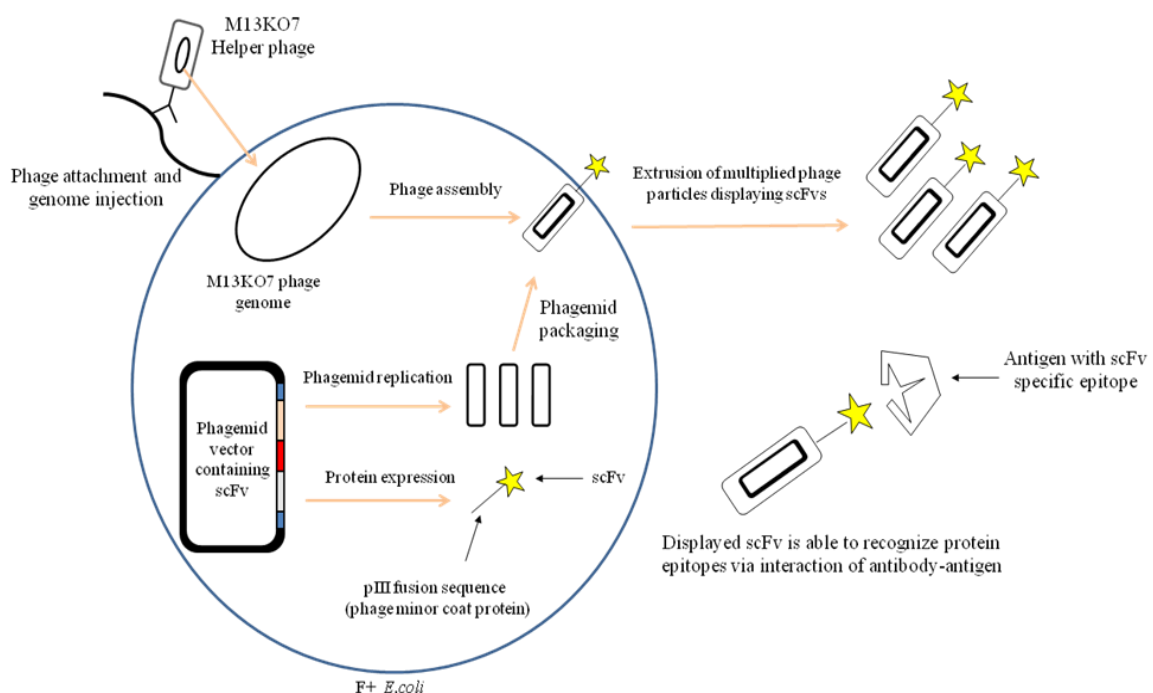 M13KO7
Helper phage
Phage attachment and
genome injection
Phage assembly
Extrusion of multiplied phage
particles displaying scFvs
M13KO7 phage
genome
Phagemid
packaging
Antigen with scFv
specific epitope
Phagemid replication
Phagemid
vector
containing
scFv
Protein expression
scFv
Displayed scFv is able to recognize protein
epitopes via interaction of antibody-antigen
pIII fusion sequence
(phage minor coat protein)
F+ E.coli